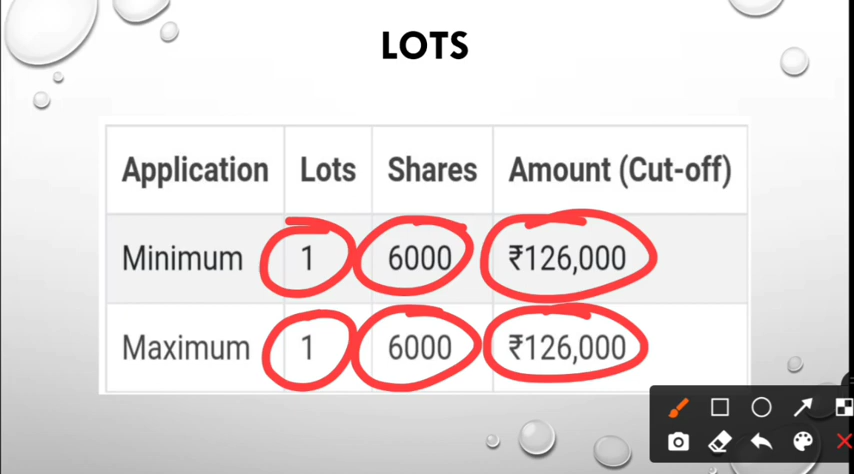 LOTS
Application Lots Shares Amount (Cut-off)
Minimum 1 6000 ₹126,000
Maximum 1 6000 ₹126,000